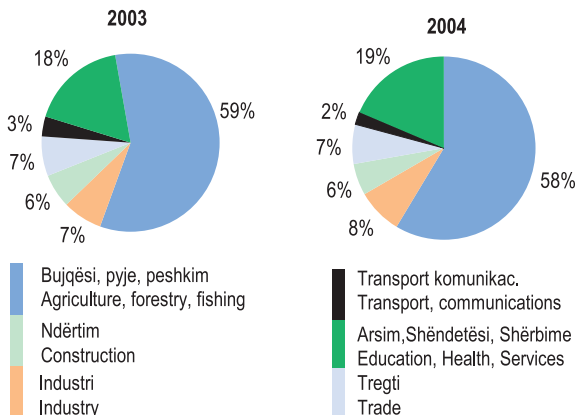 2003
18%
59%
3%
7%
6%
7%
2004
19%
2%
7%
58%
6%
8%
Bujqësi, pyje, peshkim
Agriculture, forestry, fishing
Ndërtim
Construction
Industri
Industry
Transport komunikac.
Transport, communications
Arsim,Shëndetësi, Shërbime
Education, Health, Services
Tregti
Trade